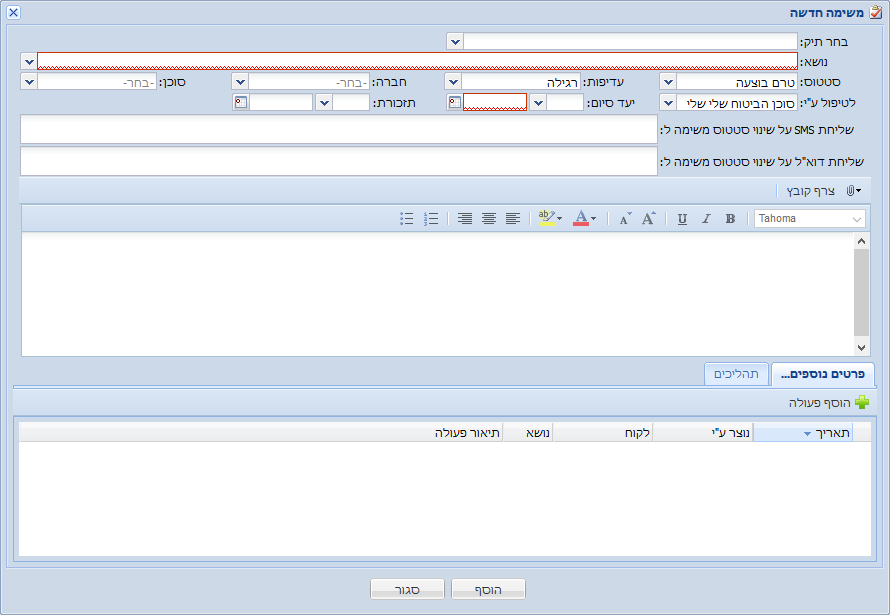 משימה חדשה
בחר תיק:
נושא:
סטטוס: טרם בוצעה עדיפות: רגילה חברה: -בחר- סוכן: -בחר-
לטיפול ע"י: סוכן הביטוח שלי שלי יעד סיום: תזכורת:
שליחת SMS על שינוי סטטוס משימה ל:
שליחת דוא"ל על שינוי סטטוס משימה ל:
צרף קובץ
Tahoma B I U A A A ab
פרטים נוספים... תהליכים
הוסף פעולה
תאריך נוצר ע"י לקוח נושא תיאור פעולה
הוסף סגור